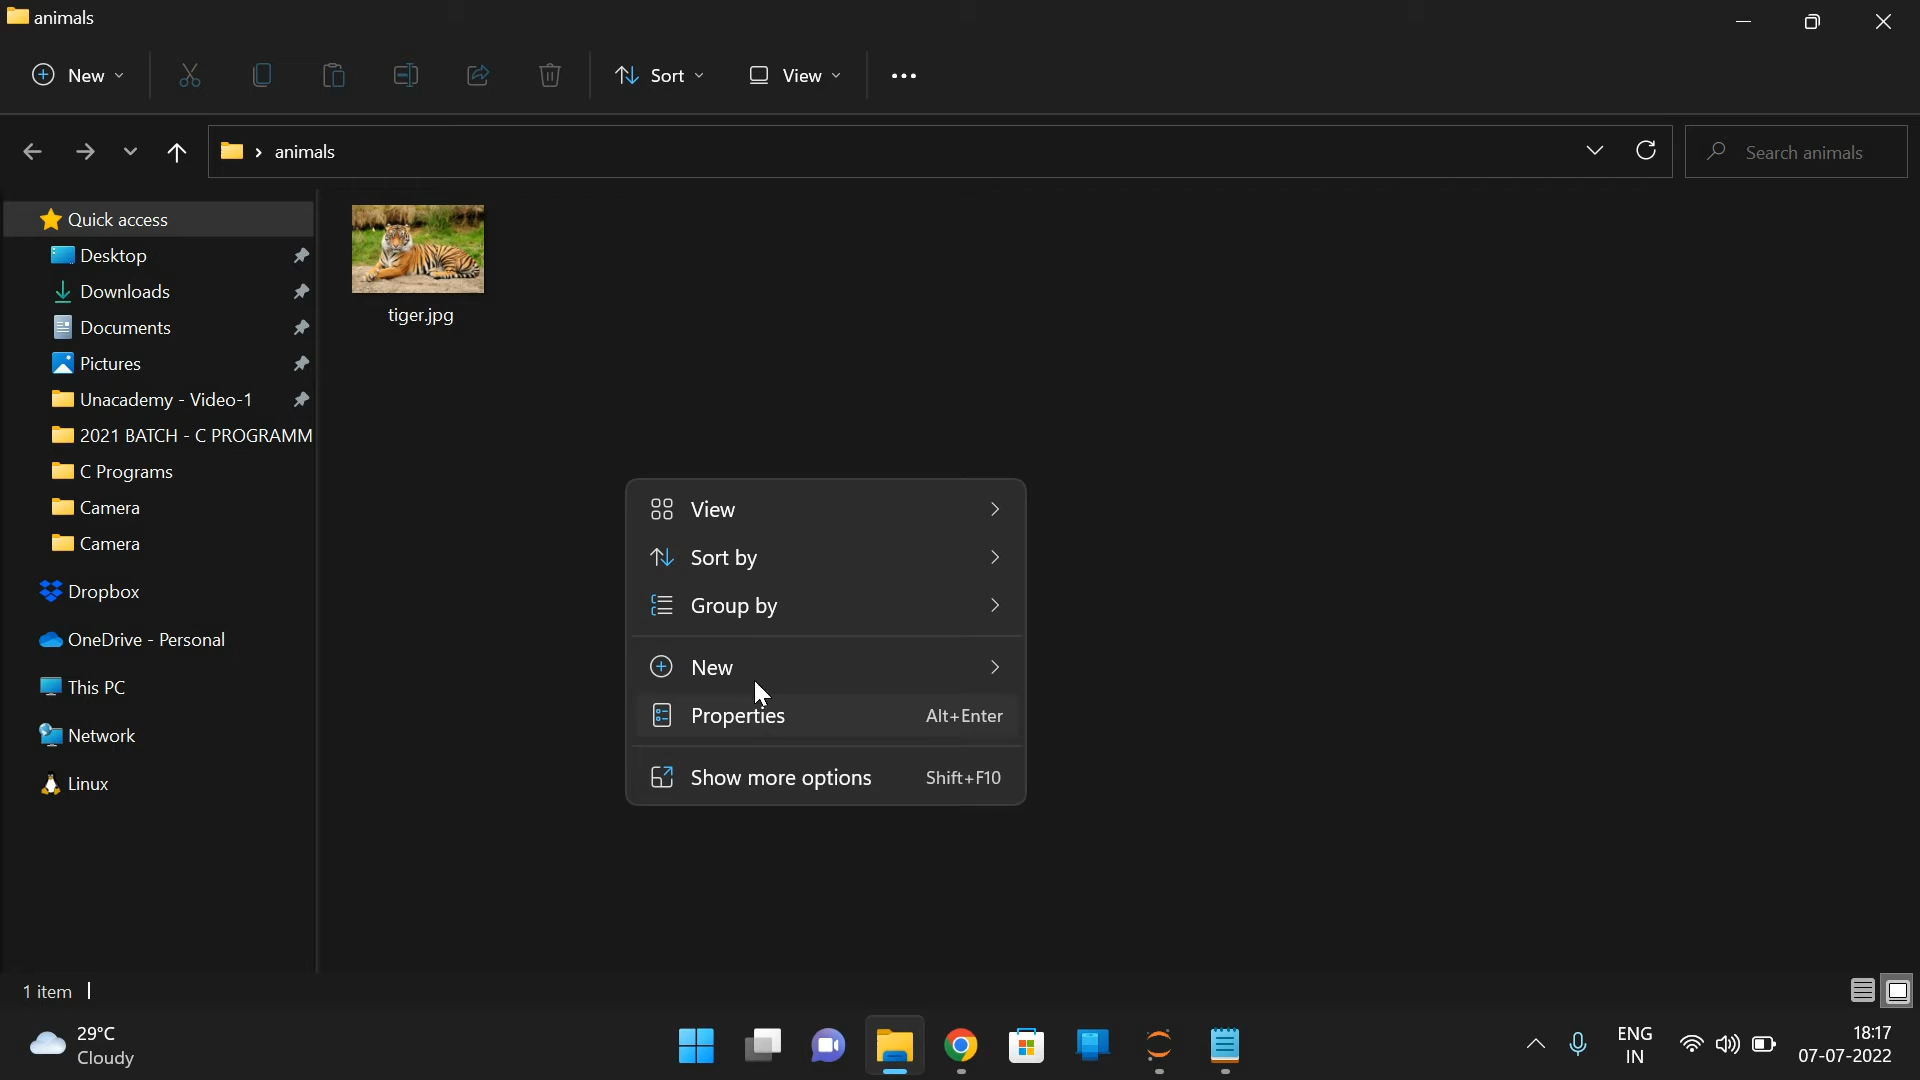 animals
New
Sort
View
animals
Search animals
Quick access
Desktop
Downloads
Documents
Pictures
Unacademy - Video-1
2021 BATCH - C PROGRAMM
C Programs
Camera
Camera
Dropbox
OneDrive - Personal
This PC
Network
Linux
tiger.jpg
View
Sort by
Group by
New
Properties Alt+Enter
Show more options Shift+F10
1 item
29°C
Cloudy
ENG
IN
18:17
07-07-2022